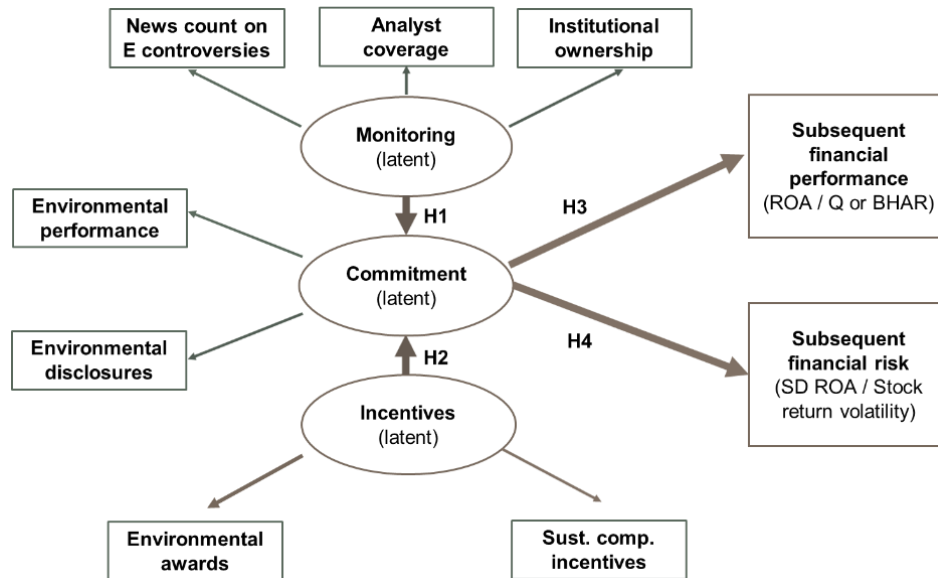 News count on
E controversies
Analyst
coverage
Institutional
ownership
Monitoring
(latent)
Subsequent
financial
performance
(ROA / Q or BHAR)
Environmental
performance
H1
H3
Commitment
(latent)
Environmental
disclosures
H2
H4
Subsequent
financial risk
(SD ROA / Stock
return volatility)
Incentives
(latent)
Environmental
awards
Sust. comp.
incentives